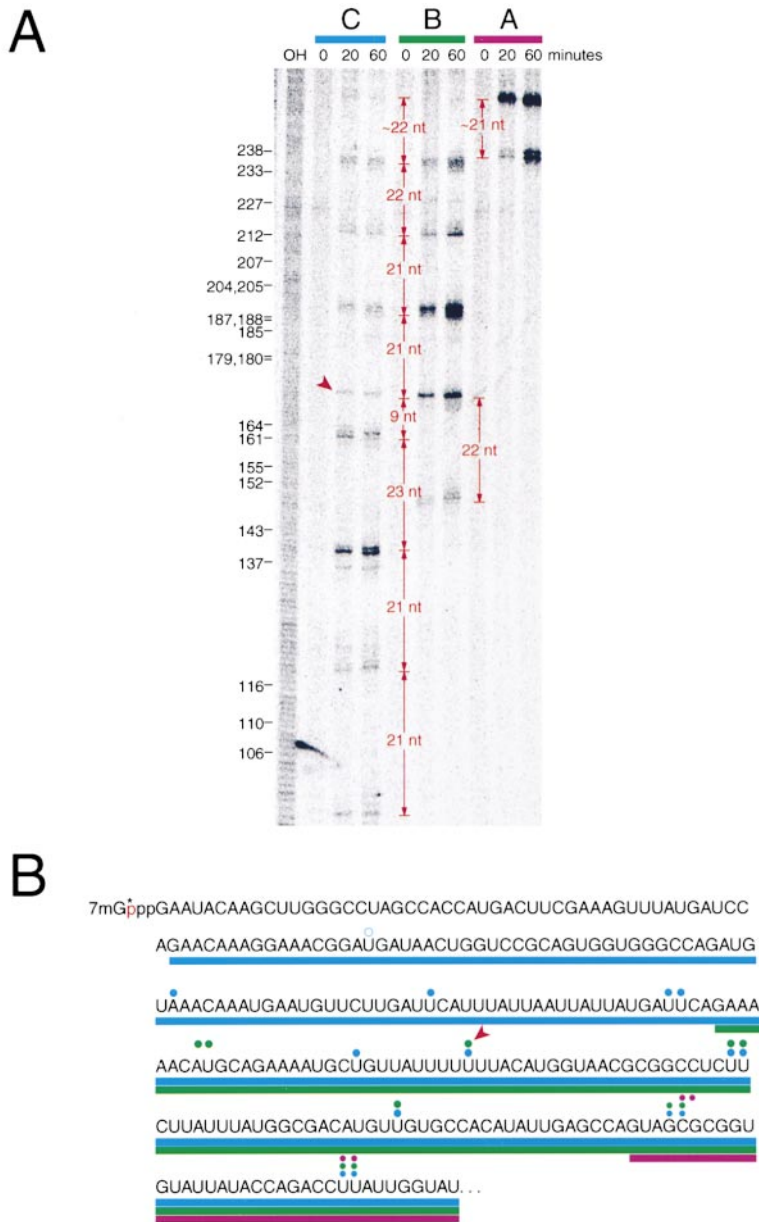 A
C B A
OH 0 20 60 0 20 60 0 20 60 minutes
~22 nt ~21 nt
238
233
22 nt
227
212
207
21 nt
204,205
187,188
185
21 nt
179,180
9 nt
164
161
22 nt
155
23 nt
152
143
137
21 nt
116
110
21 nt
106
B
7mGpppGAAUACAAGCUUGGGCCUAGCCACCAUGACUUCGAAAGUUUAUGAUCC
*
AGAACAAAGGAAACGGAUGAUAACUGGUCCGCAGUGGUGGGCCAGAUG
UAAACAAAUGAAUGUUCUUGAUUCAUUUAUUAAUUAUUAUGAUUCAGAAA
AACAUGCAGAAAAUGCUGUUAUUUUUUUACAUGGUAACGCGGCCUCUU
CUUAUUUAUGGCGACAUGUUGUGCCACAUAUUGAGCCAGUAGCGCGGU
GUAUUAUACCAGACCUUAUUGGUAU...